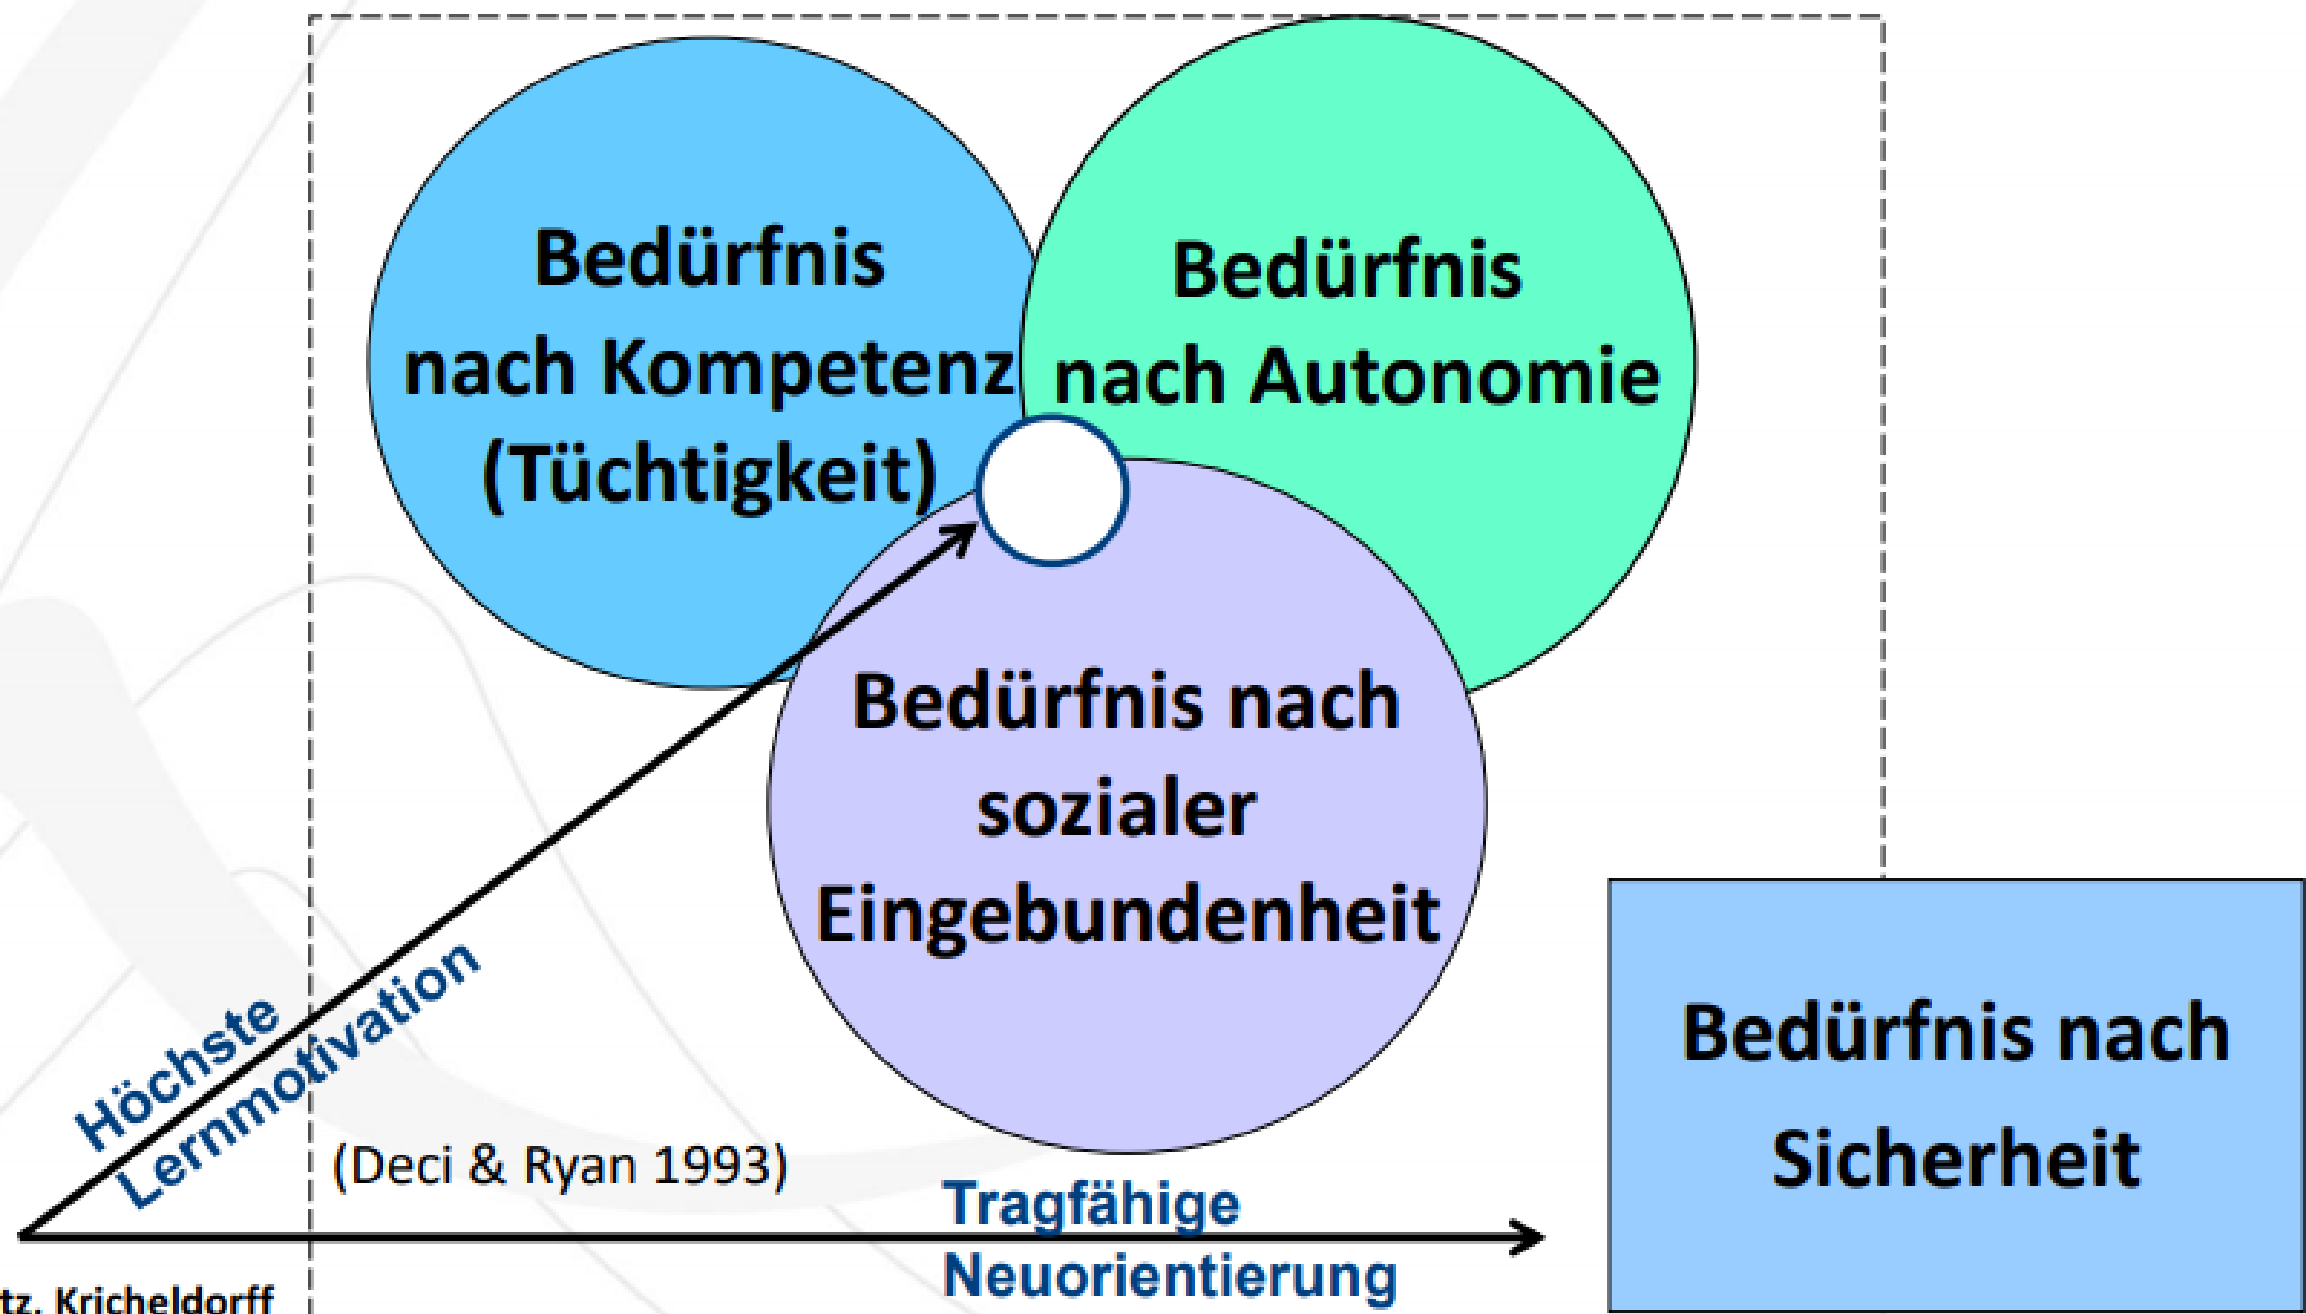 Bedürfnis
nach Kompetenz
(Tüchtigkeit)
Bedürfnis
nach Autonomie
Bedürfnis nach
sozialer
Eingebundenheit
Höchste
Lernmotivation
(Deci & Ryan 1993)
Tragfähige
Neuorientierung
Bedürfnis nach
Sicherheit
Kricheldorff